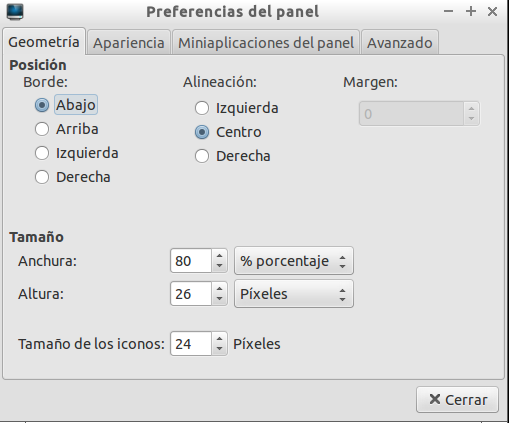 Preferencias del panel
Geometría Apariencia Miniaplicaciones del panel Avanzado
Posición
Borde: Alineación: Margen:
Abajo Izquierda 0
Arriba Centro
Izquierda Derecha
Derecha
Tamaño
Anchura: 80 % porcentaje
Altura: 26 Píxeles
Tamaño de los iconos: 24 Píxeles
Cerrar